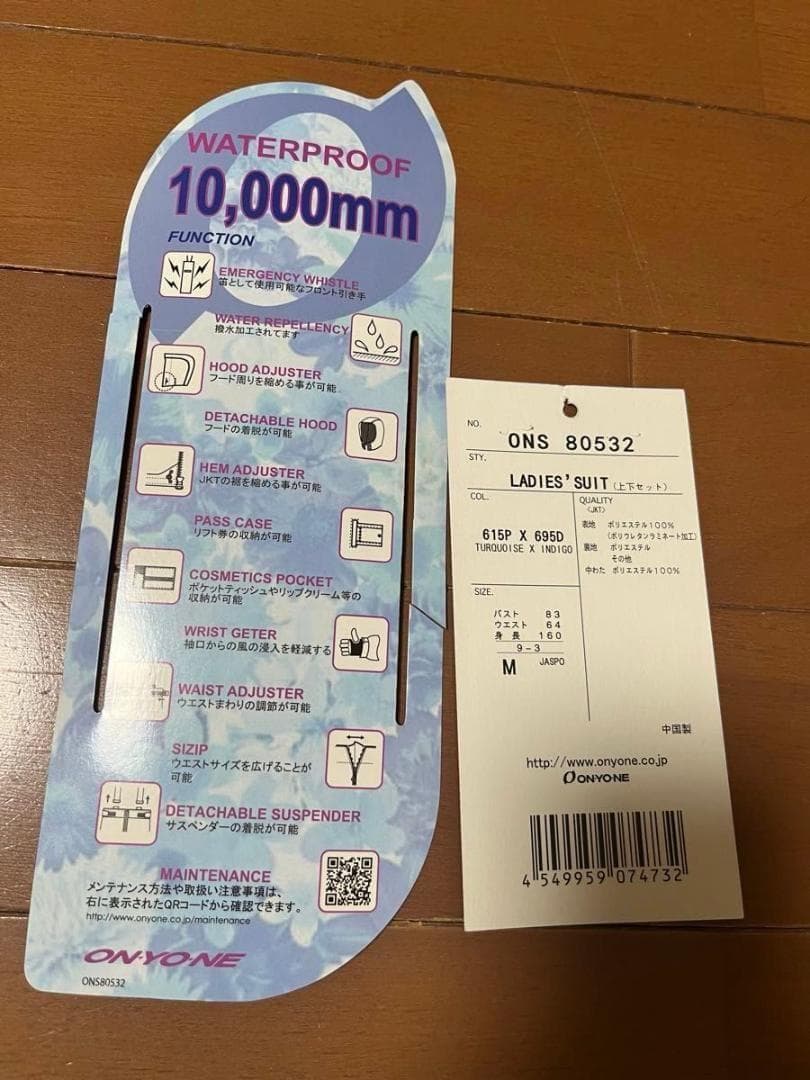 WATERPROOF
10,000mm
FUNCTION
EMERGENCY WHISTLE
笛として使用可能なフロント引き手
WATER REPELLENCY
撥水加工されてます
HOOD ADJUSTER
フード周りを縮める事が可能
DETACHABLE HOOD
フードの着脱が可能
HEM ADJUSTER
JKTの裾を縮める事が可能
PASS CASE
リフト券の収納が可能
COSMETICS POCKET
ポケットティッシュやリップクリーム等の
収納が可能
WRIST GETER
袖口からの風の浸入を軽減する
WAIST ADJUSTER
ウエストまわりの調節が可能
SIZIP
ウエストサイズを広げることが
可能
DETACHABLE SUSPENDER
サスペンダーの着脱が可能
MAINTENANCE
メンテナンス方法や取扱い注意事項は、
右に表示されたQRコードから確認できます。
http://www.onyone.co.jp/maintenance
ON・YO・NE
ONS80532
NO.
ONS 80532
STY.
LADIES' SUIT (上下セット)
COL.
615P X 695D
TURQUOISE X INDIGO
QUALITY
〈JKT〉
表地 ポリエステル100%
(ポリウレタンラミネート加工)
裏地 ポリエステル
その他
中わた ポリエステル100%
SIZE.
バスト 83
ウエスト 64
身長 160
9-3
M JASPO
中国製
http://www.onyone.co.jp
ON・YO・NE
4 549959 074732